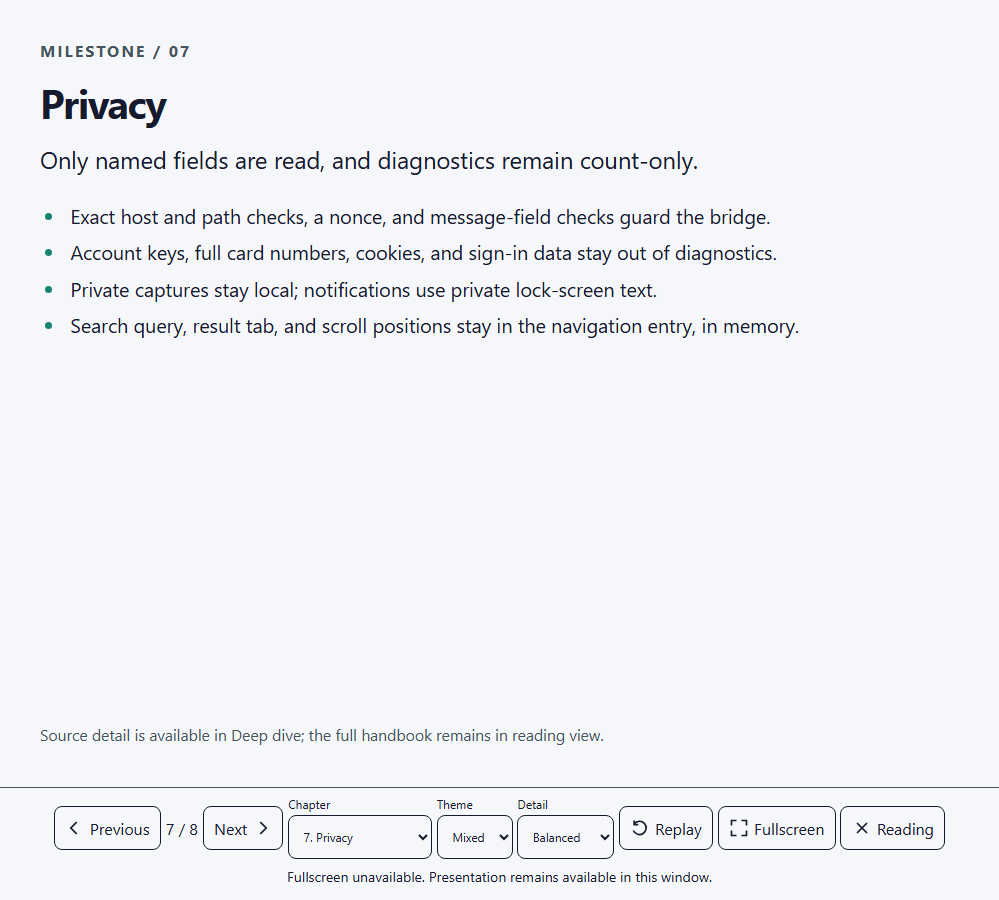 MILESTONE / 07
Privacy
Only named fields are read, and diagnostics remain count-only.
Exact host and path checks, a nonce, and message-field checks guard the bridge.
Account keys, full card numbers, cookies, and sign-in data stay out of diagnostics.
Private captures stay local; notifications use private lock-screen text.
Search query, result tab, and scroll positions stay in the navigation entry, in memory.
Source detail is available in Deep dive; the full handbook remains in reading view.
Chapter Theme Detail
Previous 7 / 8 Next 7. Privacy Mixed Balanced Replay Fullscreen Reading
Fullscreen unavailable. Presentation remains available in this window.